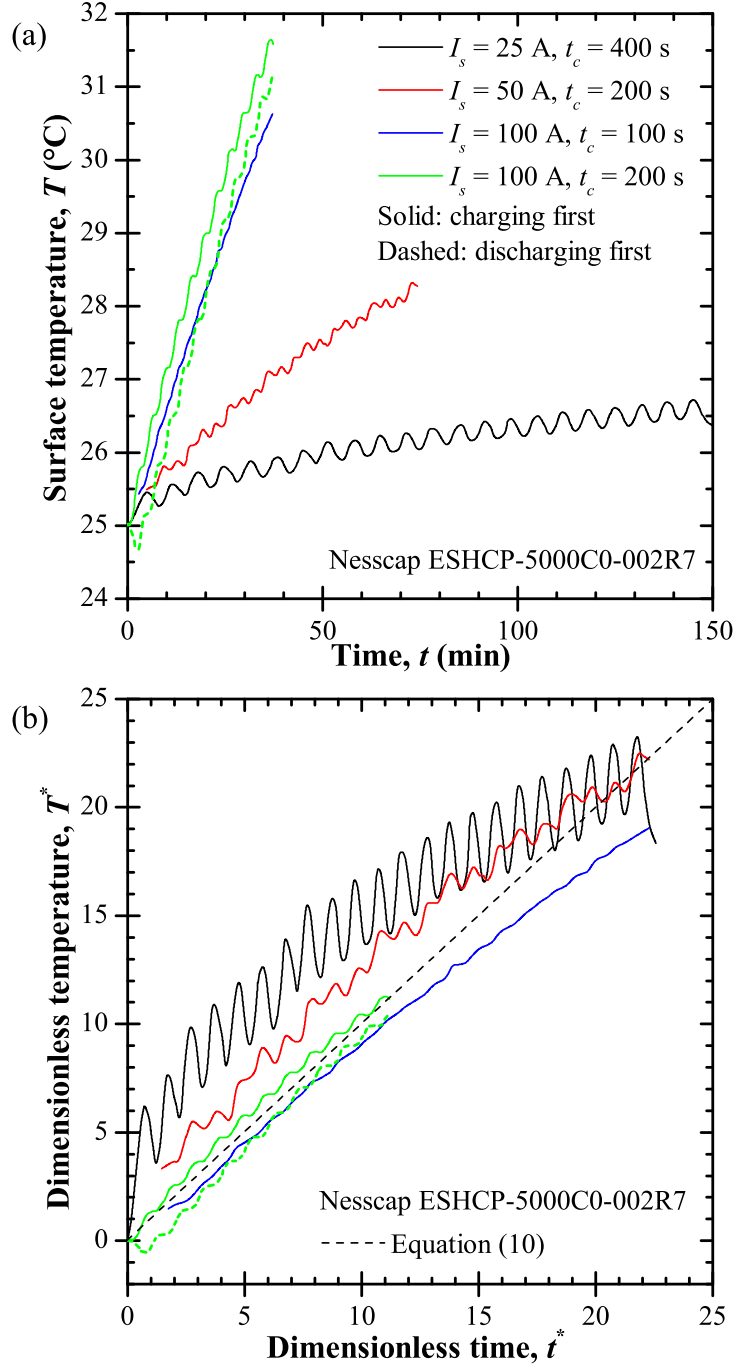 (a)
32
31
30
29
28
27
26
25
24
Surface temperature, T (°C)
I_s = 25 A, t_c = 400 s
I_s = 50 A, t_c = 200 s
I_s = 100 A, t_c = 100 s
I_s = 100 A, t_c = 200 s
Solid: charging first
Dashed: discharging first
Nesscap ESHCP-5000C0-002R7
0 50 100 150
Time, t (min)
(b)
25
20
15
10
5
0
Dimensionless temperature, T*
Nesscap ESHCP-5000C0-002R7
Equation (10)
0 5 10 15 20 25
Dimensionless time, t*